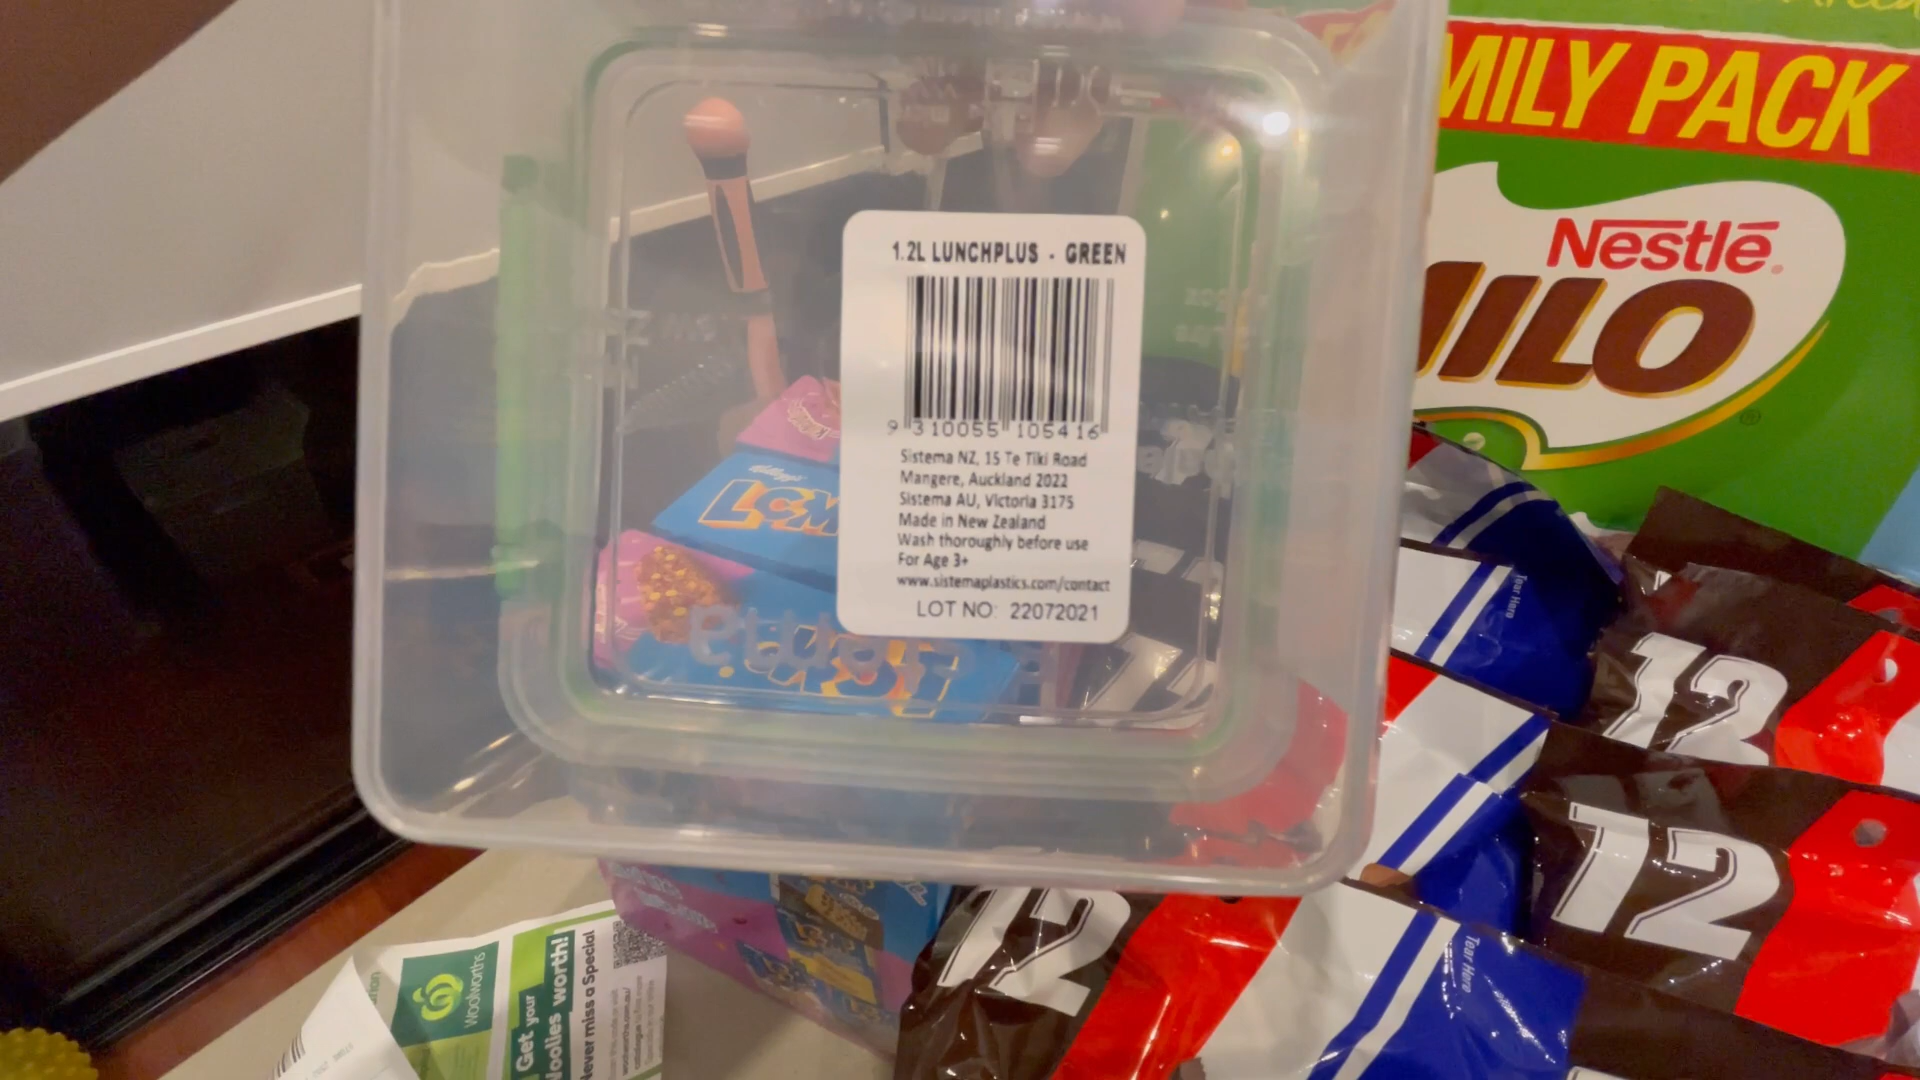 MILY PACK
Nestlé
MILO
1.2L LUNCHPLUS - GREEN
9 310055 105416
Sistema NZ, 15 Te Tiki Road
Mangere, Auckland 2022
Sistema AU, Victoria 3175
Made in New Zealand
Wash thoroughly before use
For Age 3+
www.sistemaplastics.com/contact
LOT NO: 22072021
Kellogg's
LCM
LCM
Tear Here
12
12
12
Tear Here
Woolworths
Get your
Woolies worth!
Never miss a Special